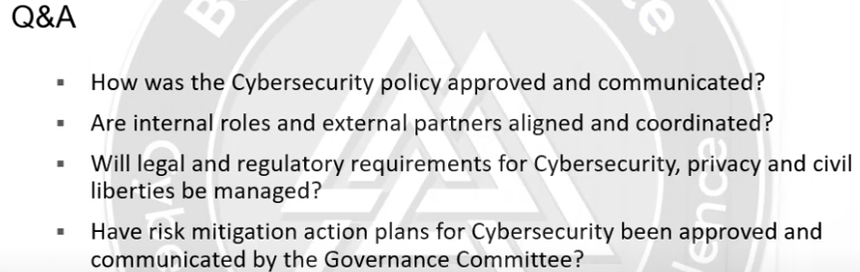 Q&A
▪ How was the Cybersecurity policy approved and communicated?
▪ Are internal roles and external partners aligned and coordinated?
▪ Will legal and regulatory requirements for Cybersecurity, privacy and civil
liberties be managed?
▪ Have risk mitigation action plans for Cybersecurity been approved and
communicated by the Governance Committee?